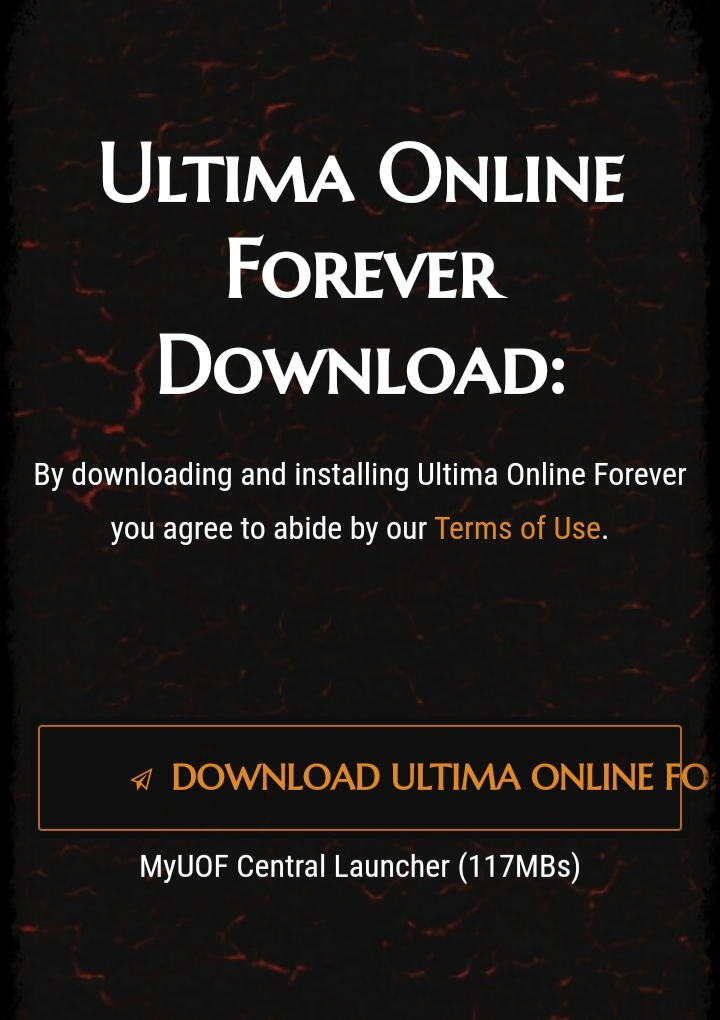 Ultima Online
Forever
Download:
By downloading and installing Ultima Online Forever
you agree to abide by our Terms of Use.
DOWNLOAD ULTIMA ONLINE FO
MyUOF Central Launcher (117MBs)